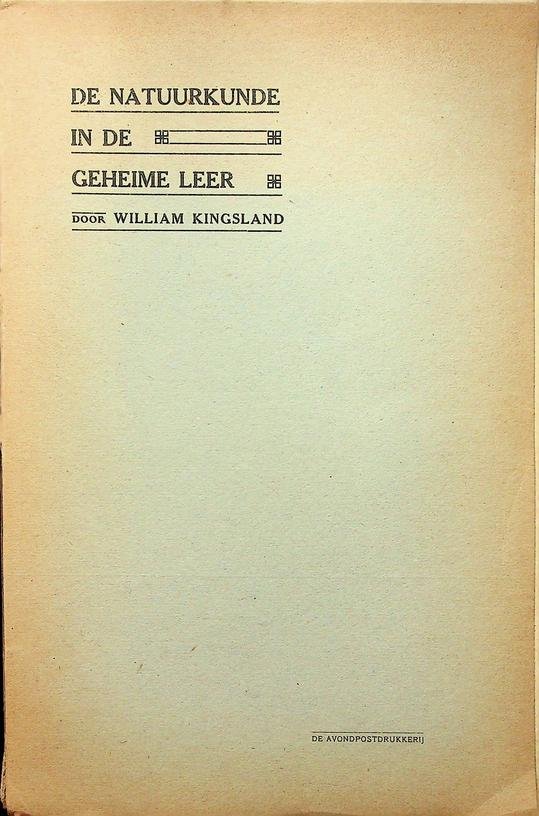 DE NATUURKUNDE
IN DE
GEHEIME LEER
DOOR WILLIAM KINGSLAND
DE AVONDPOSTDRUKKERIJ